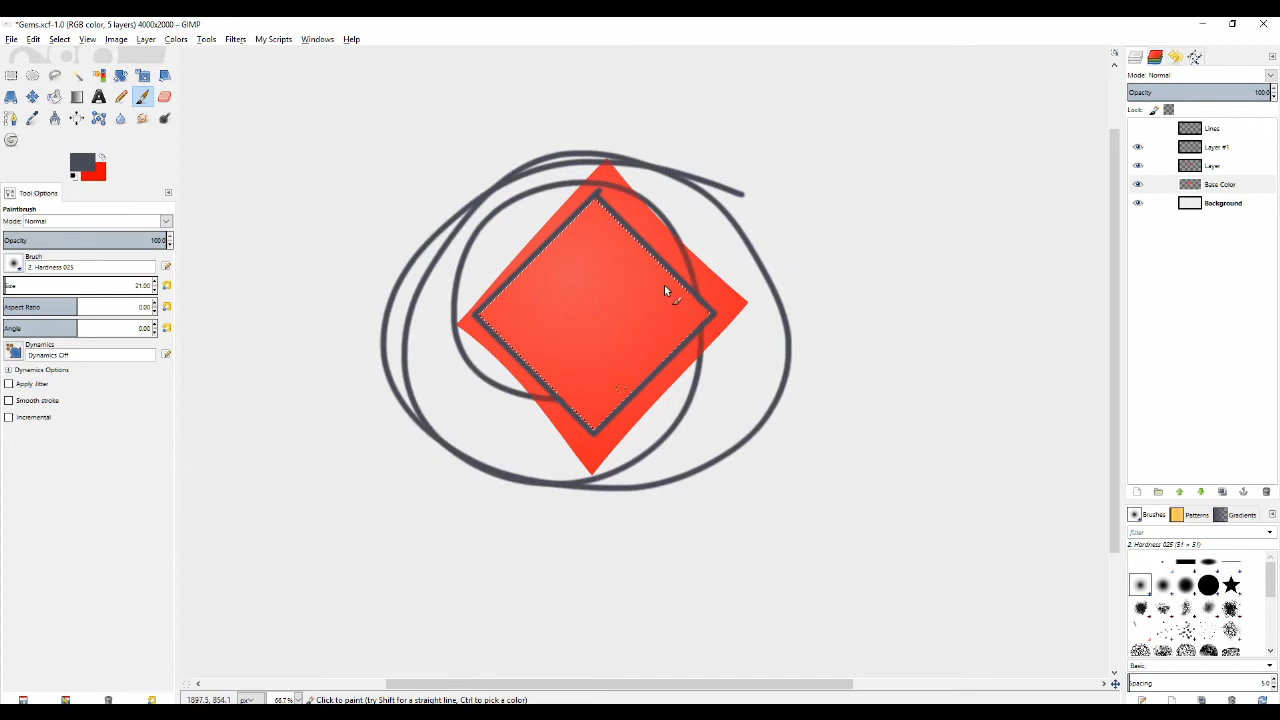 *Gems.xcf-1.0 (RGB color, 5 layers) 4000x2000 – GIMP
File Edit Select View Image Layer Colors Tools Filters My Scripts Windows Help
Tool Options
Paintbrush
Mode: Normal
Opacity 100.0
Brush
2. Hardness 025
Size 21.00
Aspect Ratio 0.00
Angle 0.00
Dynamics
Dynamics Off
Dynamics Options
Apply Jitter
Smooth stroke
Incremental
Mode: Normal
Opacity 100.0
Lock:
Lines
Layer #1
Layer
Base Color
Background
Brushes Patterns Gradients
filter
2. Hardness 025 (51 × 51)
Basic,
Spacing 5.0
1897.5, 854.1 px 66.7% Click to paint (try Shift for a straight line, Ctrl to pick a color)